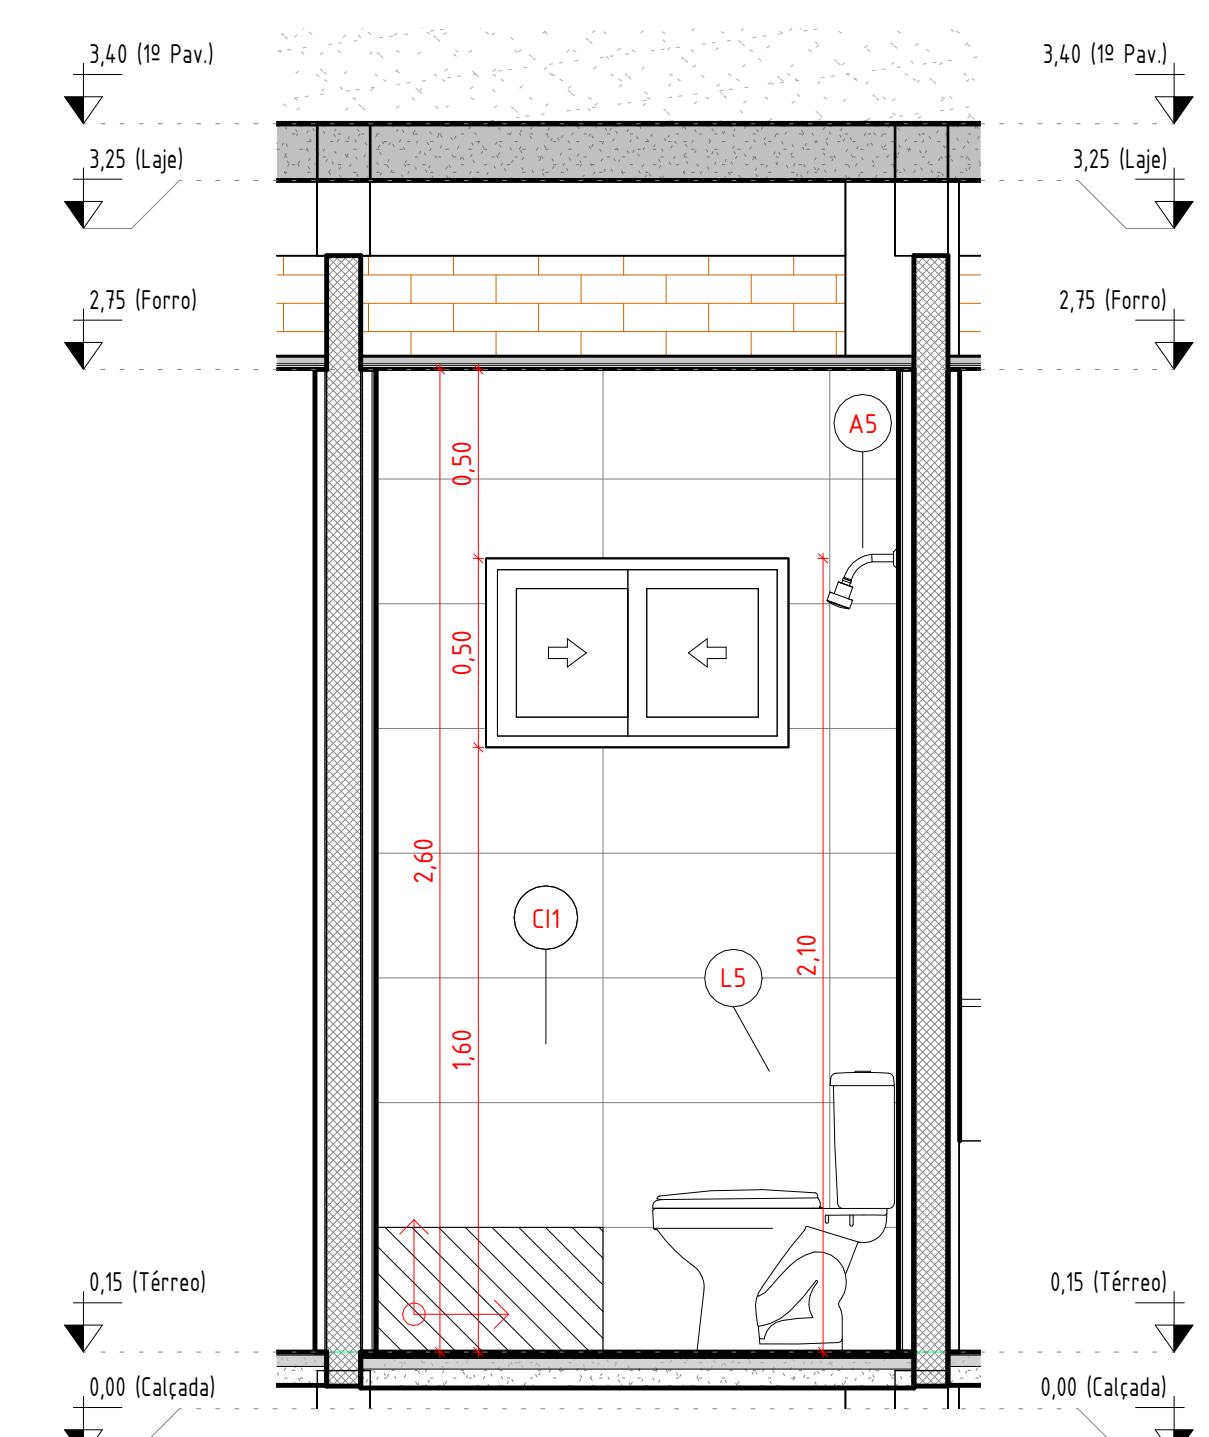 3,40 (1º Pav.)
3,40 (1º Pav.)
3,25 (Laje)
3,25 (Laje)
2,75 (Forro)
2,75 (Forro)
A5
0,50
0,50
2,60
CI1
2,10
L5
1,60
0,15 (Térreo)
0,15 (Térreo)
0,00 (Calçada)
0,00 (Calçada)